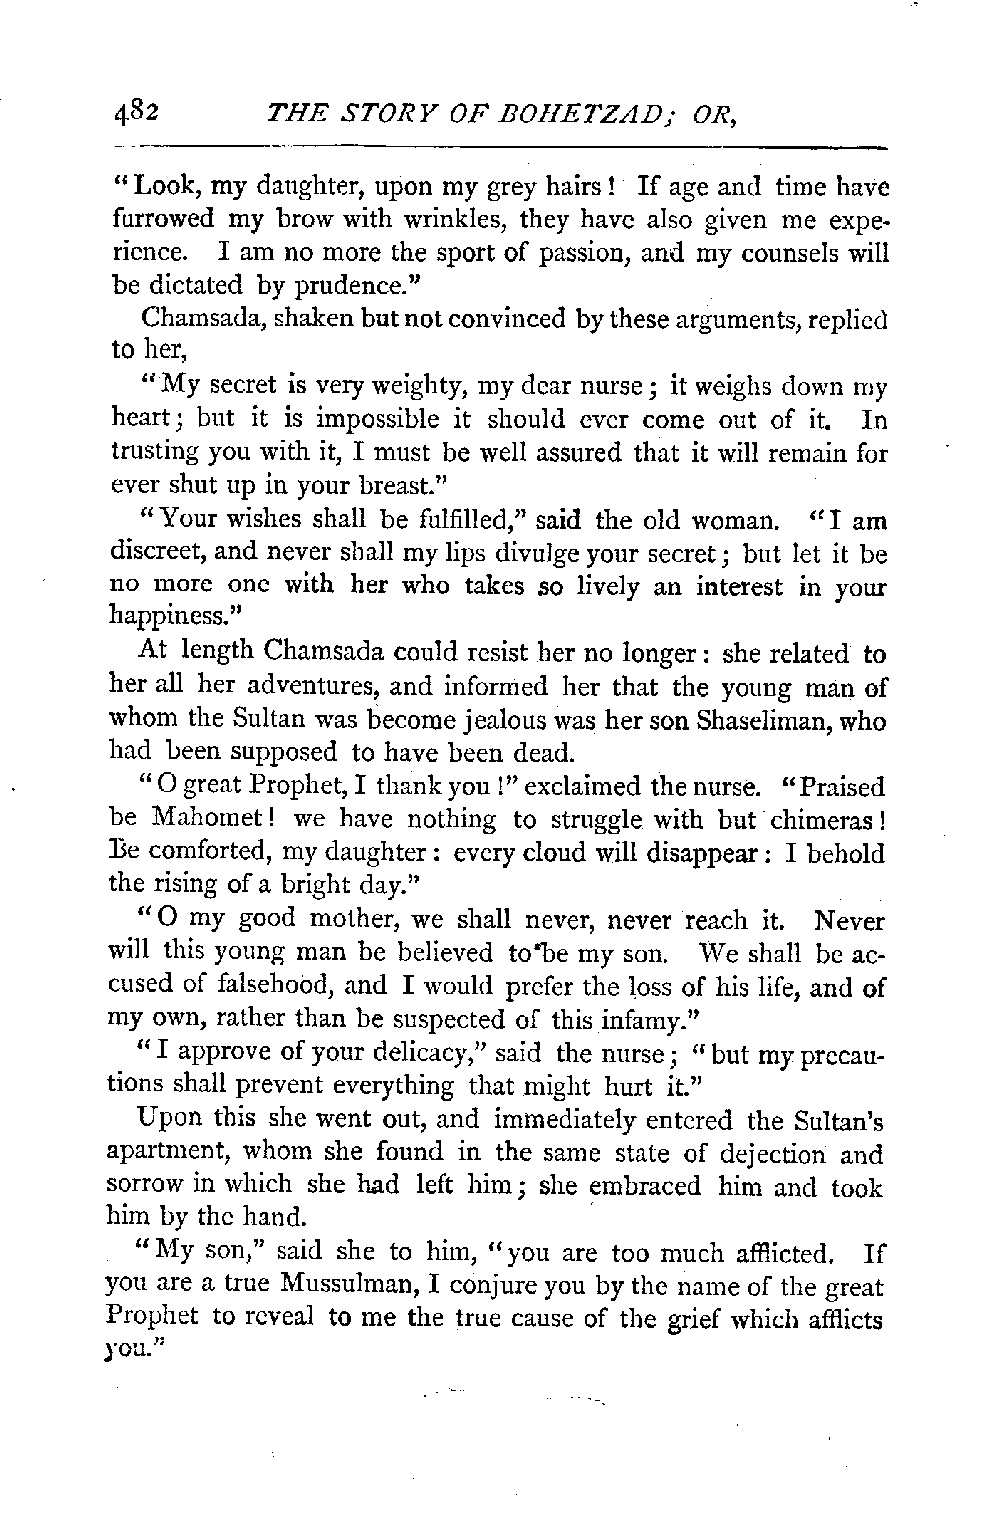 482 THE STORY OF BOHETZAD; OR,
“Look, my daughter, upon my grey hairs! If age and time have
furrowed my brow with wrinkles, they have also given me expe-
rience. I am no more the sport of passion, and my counsels will
be dictated by prudence.”
Chamsada, shaken but not convinced by these arguments, replied
to her,
“My secret is very weighty, my dear nurse; it weighs down my
heart; but it is impossible it should ever come out of it. In
trusting you with it, I must be well assured that it will remain for
ever shut up in your breast.”
“Your wishes shall be fulfilled,” said the old woman. “I am
discreet, and never shall my lips divulge your secret; but let it be
no more one with her who takes so lively an interest in your
happiness.”
At length Chamsada could resist her no longer: she related to
her all her adventures, and informed her that the young man of
whom the Sultan was become jealous was her son Shaseliman, who
had been supposed to have been dead.
“O great Prophet, I thank you!” exclaimed the nurse. “Praised
be Mahomet! we have nothing to struggle with but chimeras!
Be comforted, my daughter: every cloud will disappear: I behold
the rising of a bright day.”
“O my good mother, we shall never, never reach it. Never
will this young man be believed to be my son. We shall be ac-
cused of falsehood, and I would prefer the loss of his life, and of
my own, rather than be suspected of this infamy.”
“I approve of your delicacy,” said the nurse; “but my precau-
tions shall prevent everything that might hurt it.”
Upon this she went out, and immediately entered the Sultan's
apartment, whom she found in the same state of dejection and
sorrow in which she had left him; she embraced him and took
him by the hand.
“My son,” said she to him, “you are too much afflicted. If
you are a true Mussulman, I conjure you by the name of the great
Prophet to reveal to me the true cause of the grief which afflicts
you.”